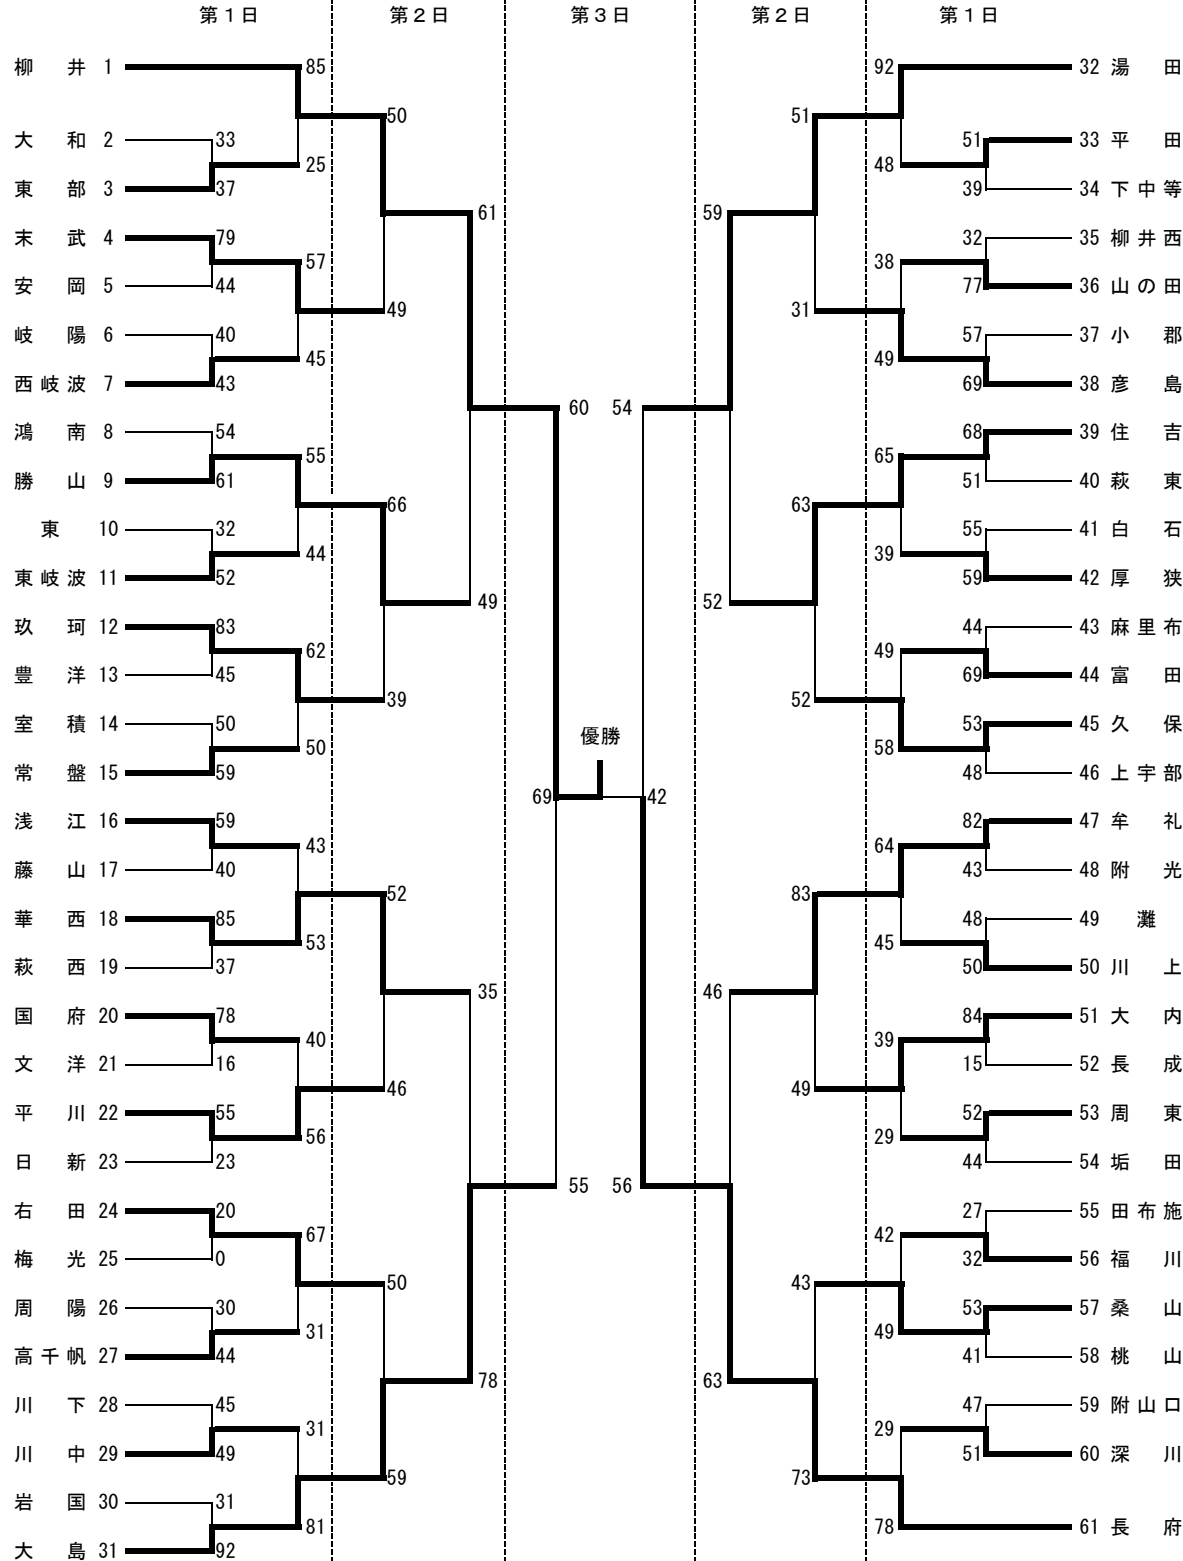 第１日 第２日 第３日 第２日 第１日
柳井 1 85 92 32 湯田
50 51
大和 2 33 51 33 平田
25 48
東部 3 37 39 34 下中等
61 59
末武 4 79 32 35 柳井西
57 38
安岡 5 44 77 36 山の田
49 31
岐陽 6 40 57 37 小郡
45 49
西岐波 7 43 69 38 彦島
60 54
鴻南 8 54 68 39 住吉
55 65
勝山 9 61 51 40 萩東
66 63
東 10 32 55 41 白石
44 39
東岐波 11 52 59 42 厚狭
49 52
玖珂 12 83 44 43 麻里布
62 49
豊洋 13 45 69 44 富田
39 52
室積 14 50 53 45 久保
優勝
50 58
常盤 15 59 48 46 上宇部
69 42
浅江 16 59 82 47 牟礼
43 64
藤山 17 40 43 48 附光
52 83
華西 18 85 48 49 灘
53 45
萩西 19 37 50 50 川上
35 46
国府 20 78 84 51 大内
40 39
文洋 21 16 15 52 長成
46 49
平川 22 55 52 53 周東
56 29
日新 23 23 44 54 垢田
55 56
右田 24 20 27 55 田布施
67 42
梅光 25 0 32 56 福川
50 43
周陽 26 30 53 57 桑山
31 49
高千帆 27 44 41 58 桃山
78 63
川下 28 45 47 59 附山口
31 29
川中 29 49 51 60 深川
59 73
岩国 30 31
81 78 61 長府
大島 31 92